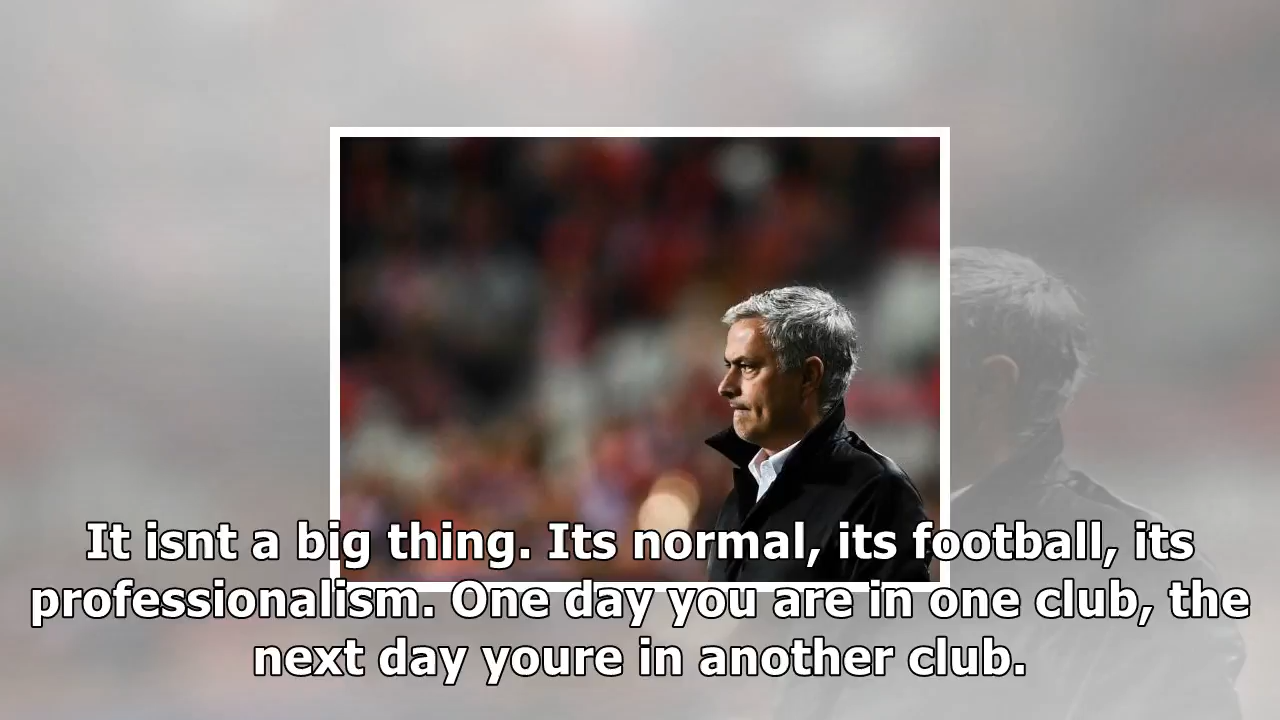 It isnt a big thing. Its normal, its football, its
professionalism. One day you are in one club, the
next day youre in another club.